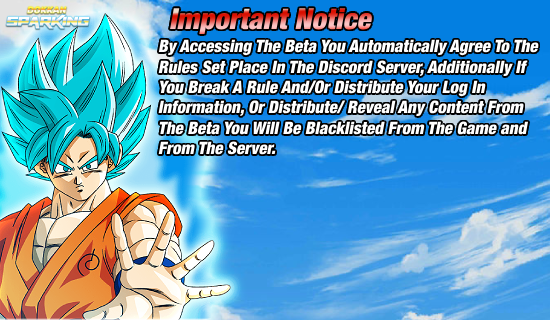 DOKKAN
SPARKING
Important Notice
By Accessing The Beta You Automatically Agree To The
Rules Set Place In The Discord Server, Additionally If
You Break A Rule And/Or Distribute Your Log In
Information, Or Distribute/ Reveal Any Content From
The Beta You Will Be Blacklisted From The Game and
From The Server.